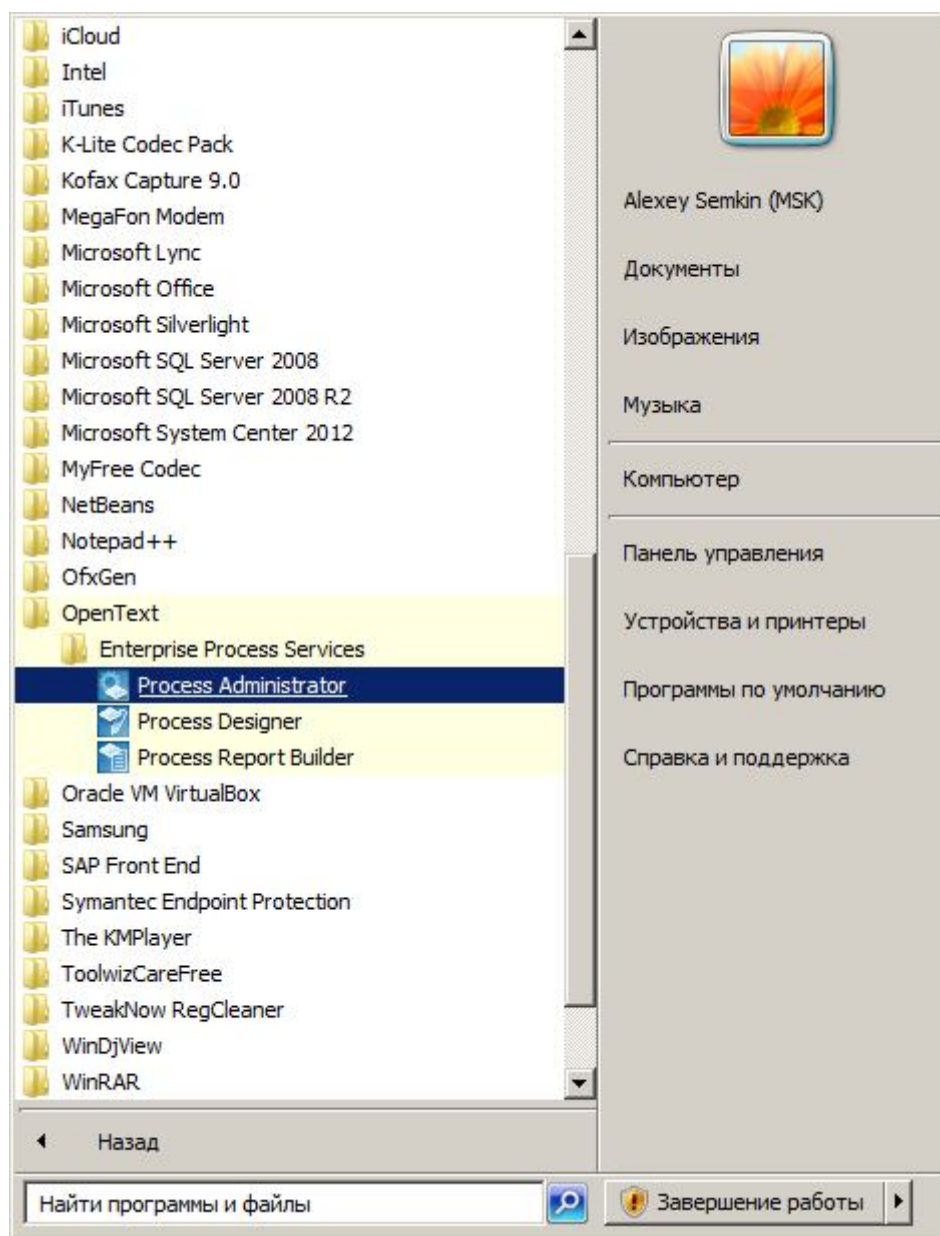 iCloud
Intel
iTunes
K-Lite Codec Pack
Kofax Capture 9.0
MegaFon Modem
Microsoft Lync
Microsoft Office
Microsoft Silverlight
Microsoft SQL Server 2008
Microsoft SQL Server 2008 R2
Microsoft System Center 2012
MyFree Codec
NetBeans
Notepad++
OfxGen
OpenText
Enterprise Process Services
Process Administrator
Process Designer
Process Report Builder
Oracle VM VirtualBox
Samsung
SAP Front End
Symantec Endpoint Protection
The KMPlayer
ToolwizCareFree
TweakNow RegCleaner
WinDjView
WinRAR
Назад
Найти программы и файлы
Alexey Semkin (MSK)
Документы
Изображения
Музыка
Компьютер
Панель управления
Устройства и принтеры
Программы по умолчанию
Справка и поддержка
Завершение работы